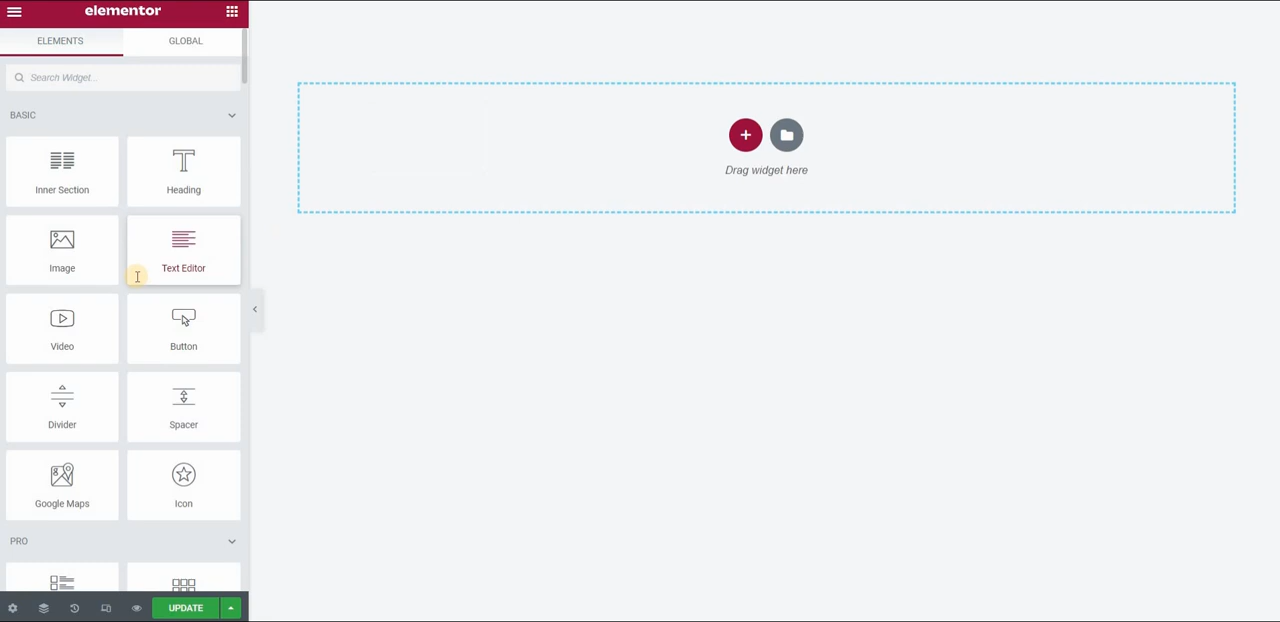 elementor
ELEMENTS
GLOBAL
Search Widget...
BASIC
Inner Section
Heading
Image
Text Editor
Video
Button
Divider
Spacer
Google Maps
Icon
PRO
UPDATE
Drag widget here